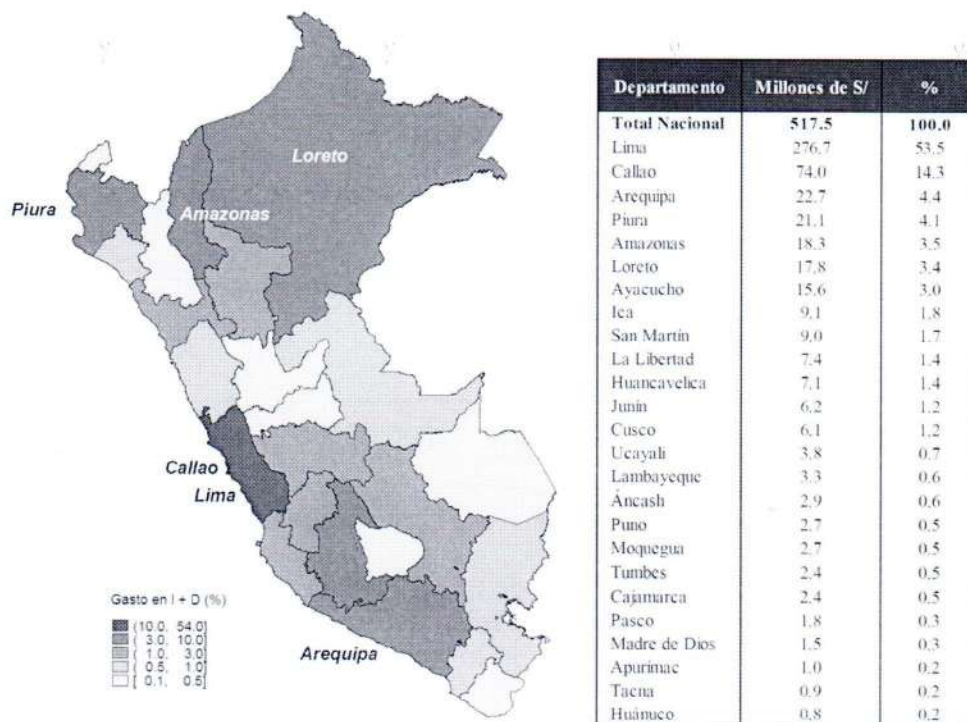 Loreto
Piura
Amazonas
Callao
Lima
Arequipa
Gasto en I + D (%)
(10.0, 54.0]
( 3.0, 10.0]
( 1.0, 3.0]
( 0.5, 1.0]
[ 0.1, 0.5]
Departamento Millones de S/ %
Total Nacional 517.5 100.0
Lima 276.7 53.5
Callao 74.0 14.3
Arequipa 22.7 4.4
Piura 21.1 4.1
Amazonas 18.3 3.5
Loreto 17.8 3.4
Ayacucho 15.6 3.0
Ica 9.1 1.8
San Martín 9.0 1.7
La Libertad 7.4 1.4
Huancavelica 7.1 1.4
Junín 6.2 1.2
Cusco 6.1 1.2
Ucayali 3.8 0.7
Lambayeque 3.3 0.6
Áncash 2.9 0.6
Puno 2.7 0.5
Moquegua 2.7 0.5
Tumbes 2.4 0.5
Cajamarca 2.4 0.5
Pasco 1.8 0.3
Madre de Dios 1.5 0.3
Apurímac 1.0 0.2
Tacna 0.9 0.2
Huánuco 0.8 0.2